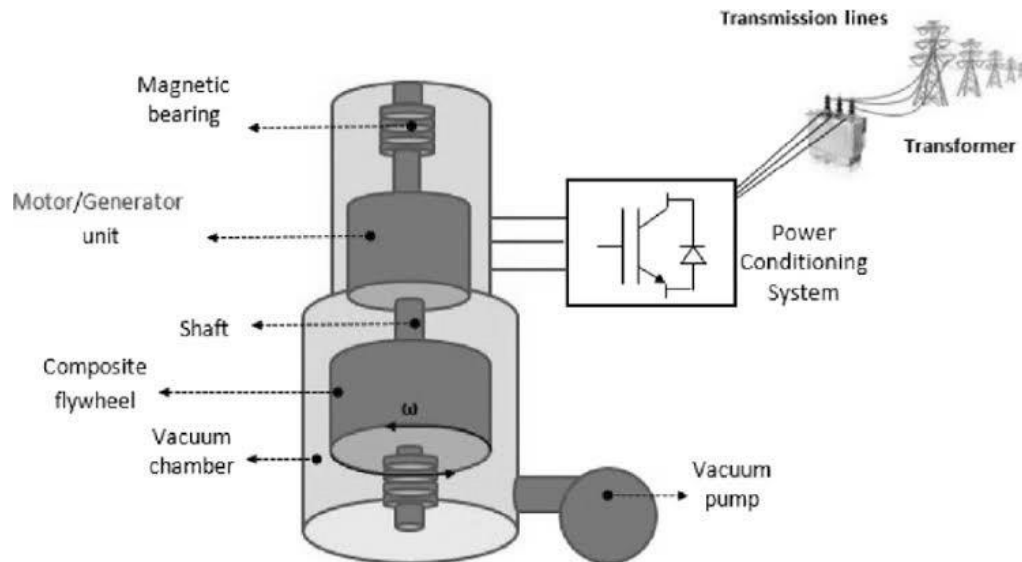 Transmission lines
Magnetic
bearing
Transformer
Motor/Generator
unit
Power
Conditioning
System
Shaft
Composite
flywheel
ω
Vacuum
chamber
Vacuum
pump